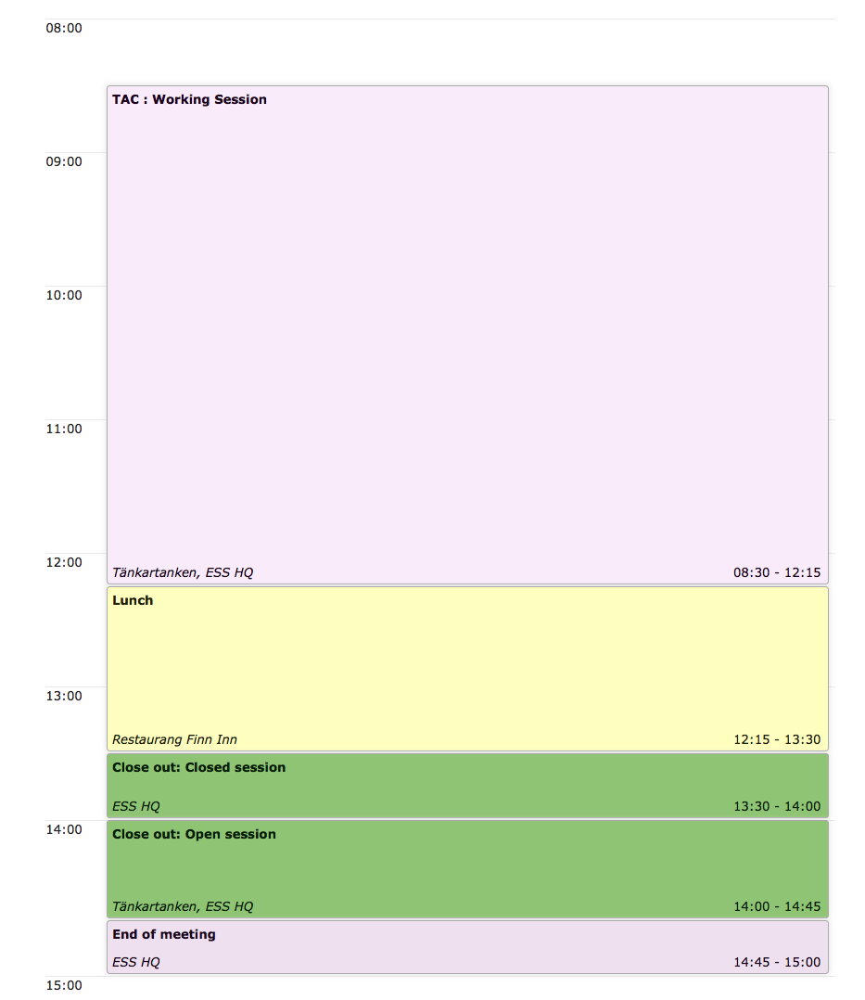 08:00
TAC : Working Session
09:00
10:00
11:00
12:00
Tänkartanken, ESS HQ 08:30 - 12:15
Lunch
13:00
Restaurang Finn Inn 12:15 - 13:30
Close out: Closed session
ESS HQ 13:30 - 14:00
14:00
Close out: Open session
Tänkartanken, ESS HQ 14:00 - 14:45
End of meeting
ESS HQ 14:45 - 15:00
15:00